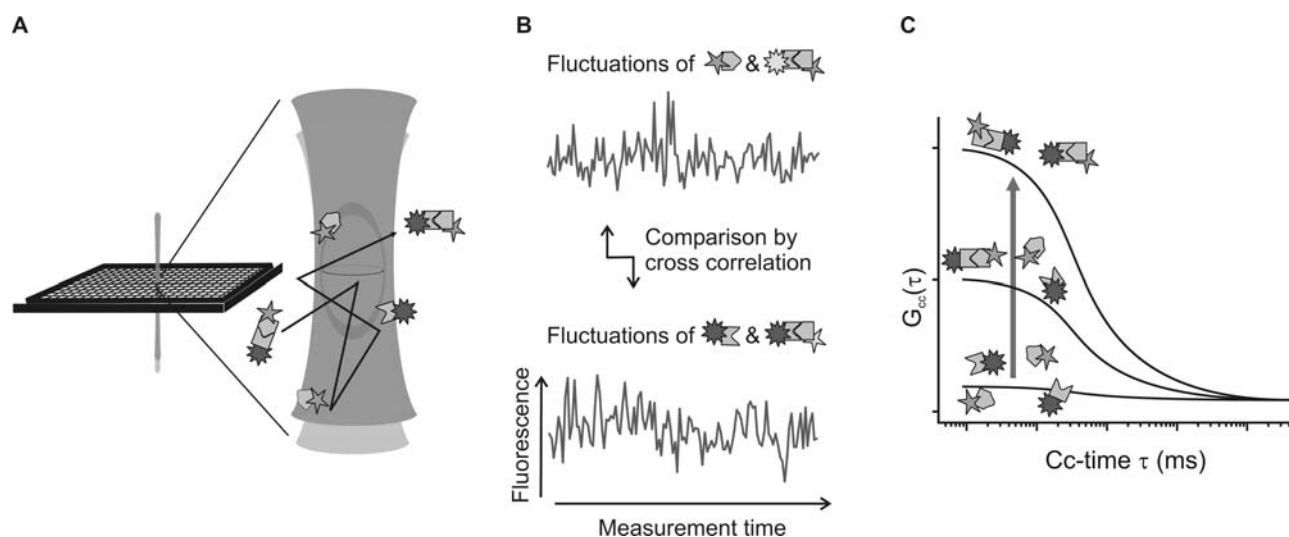 A
B
Fluctuations of & 
Comparison by
cross correlation
Fluctuations of & 
Fluorescence
Measurement time
C
Gcc(τ)
Cc-time τ (ms)